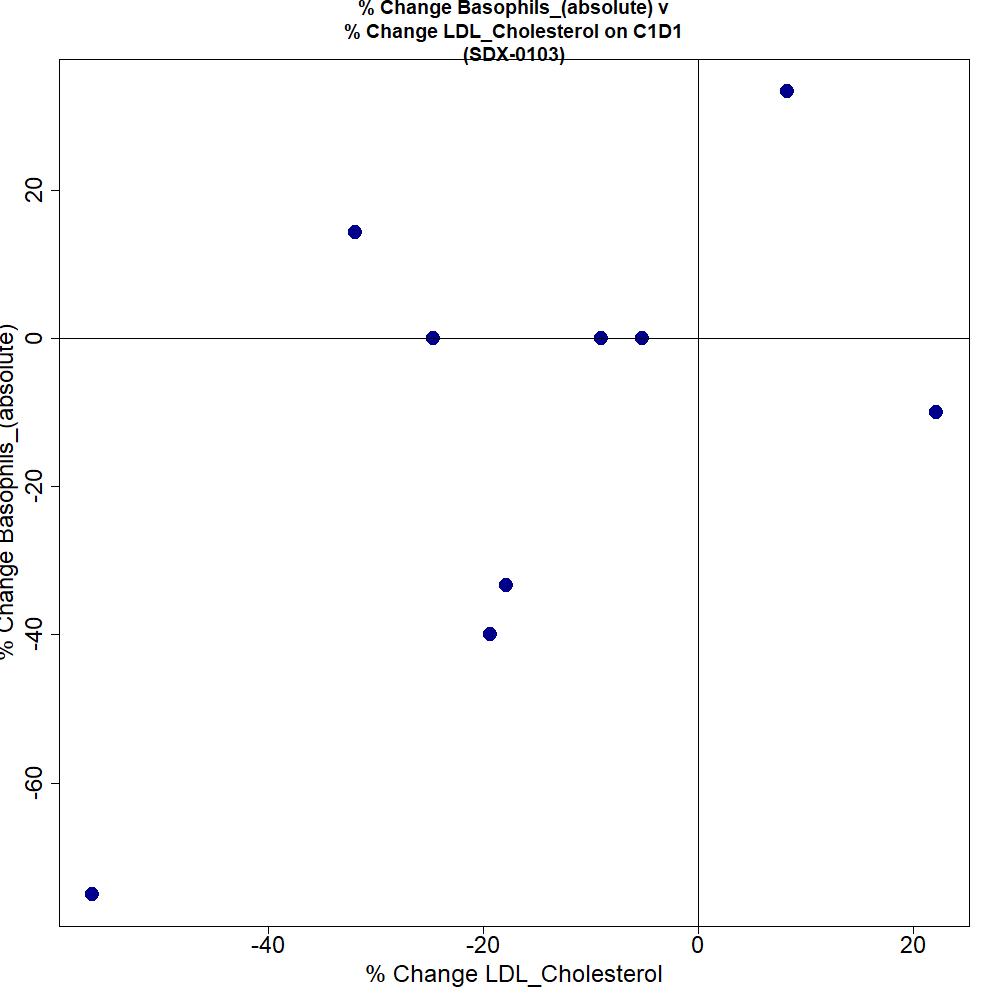 % Change Basophils_(absolute) v
% Change LDL_Cholesterol on C1D1
(SDX-0103)
% Change Basophils_(absolute)
20
0
-20
-40
-60
-40
-20
0
20
% Change LDL_Cholesterol